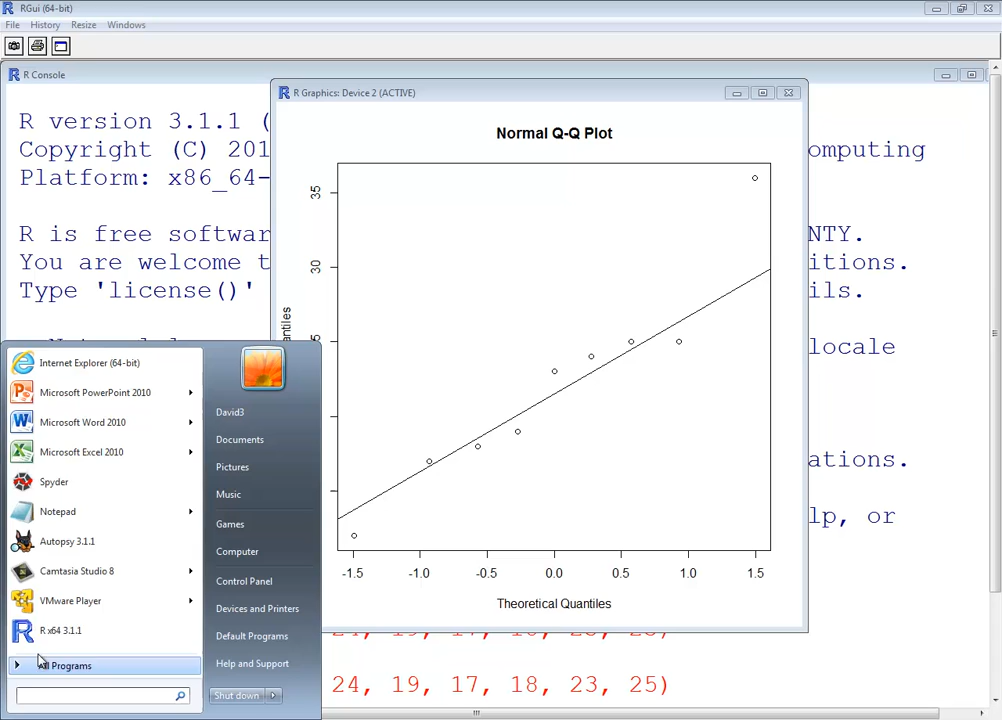 RGui (64-bit)
File History Resize Windows
R Console
R version 3.1.1 (
Copyright (C) 201
omputing
Platform: x86_64-
R is free softwar
NTY.
You are welcome t
itions.
Type 'license()'
ils.
locale
ations.
lp, or
24, 19, 17, 18, 23, 25)
R Graphics: Device 2 (ACTIVE)
Normal Q-Q Plot
35
30
antiles
-1.5 -1.0 -0.5 0.0 0.5 1.0 1.5
Theoretical Quantiles
Internet Explorer (64-bit)
Microsoft PowerPoint 2010
Microsoft Word 2010
Microsoft Excel 2010
Spyder
Notepad
Autopsy 3.1.1
Camtasia Studio 8
VMware Player
R x64 3.1.1
All Programs
David3
Documents
Pictures
Music
Games
Computer
Control Panel
Devices and Printers
Default Programs
Help and Support
Shut down